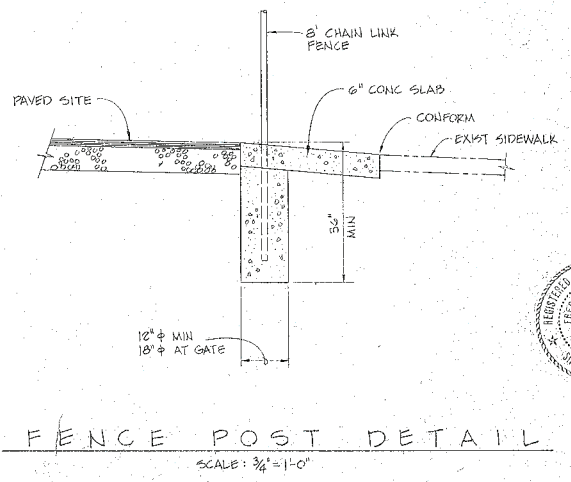 8' CHAIN LINK
FENCE
6" CONC SLAB
PAVED SITE
CONFORM
EXIST SIDEWALK
36"
MIN
12" ϕ MIN
18" ϕ AT GATE
REGISTERED
FENCE POST DETAIL
SCALE: 3/4" = 1'-0"